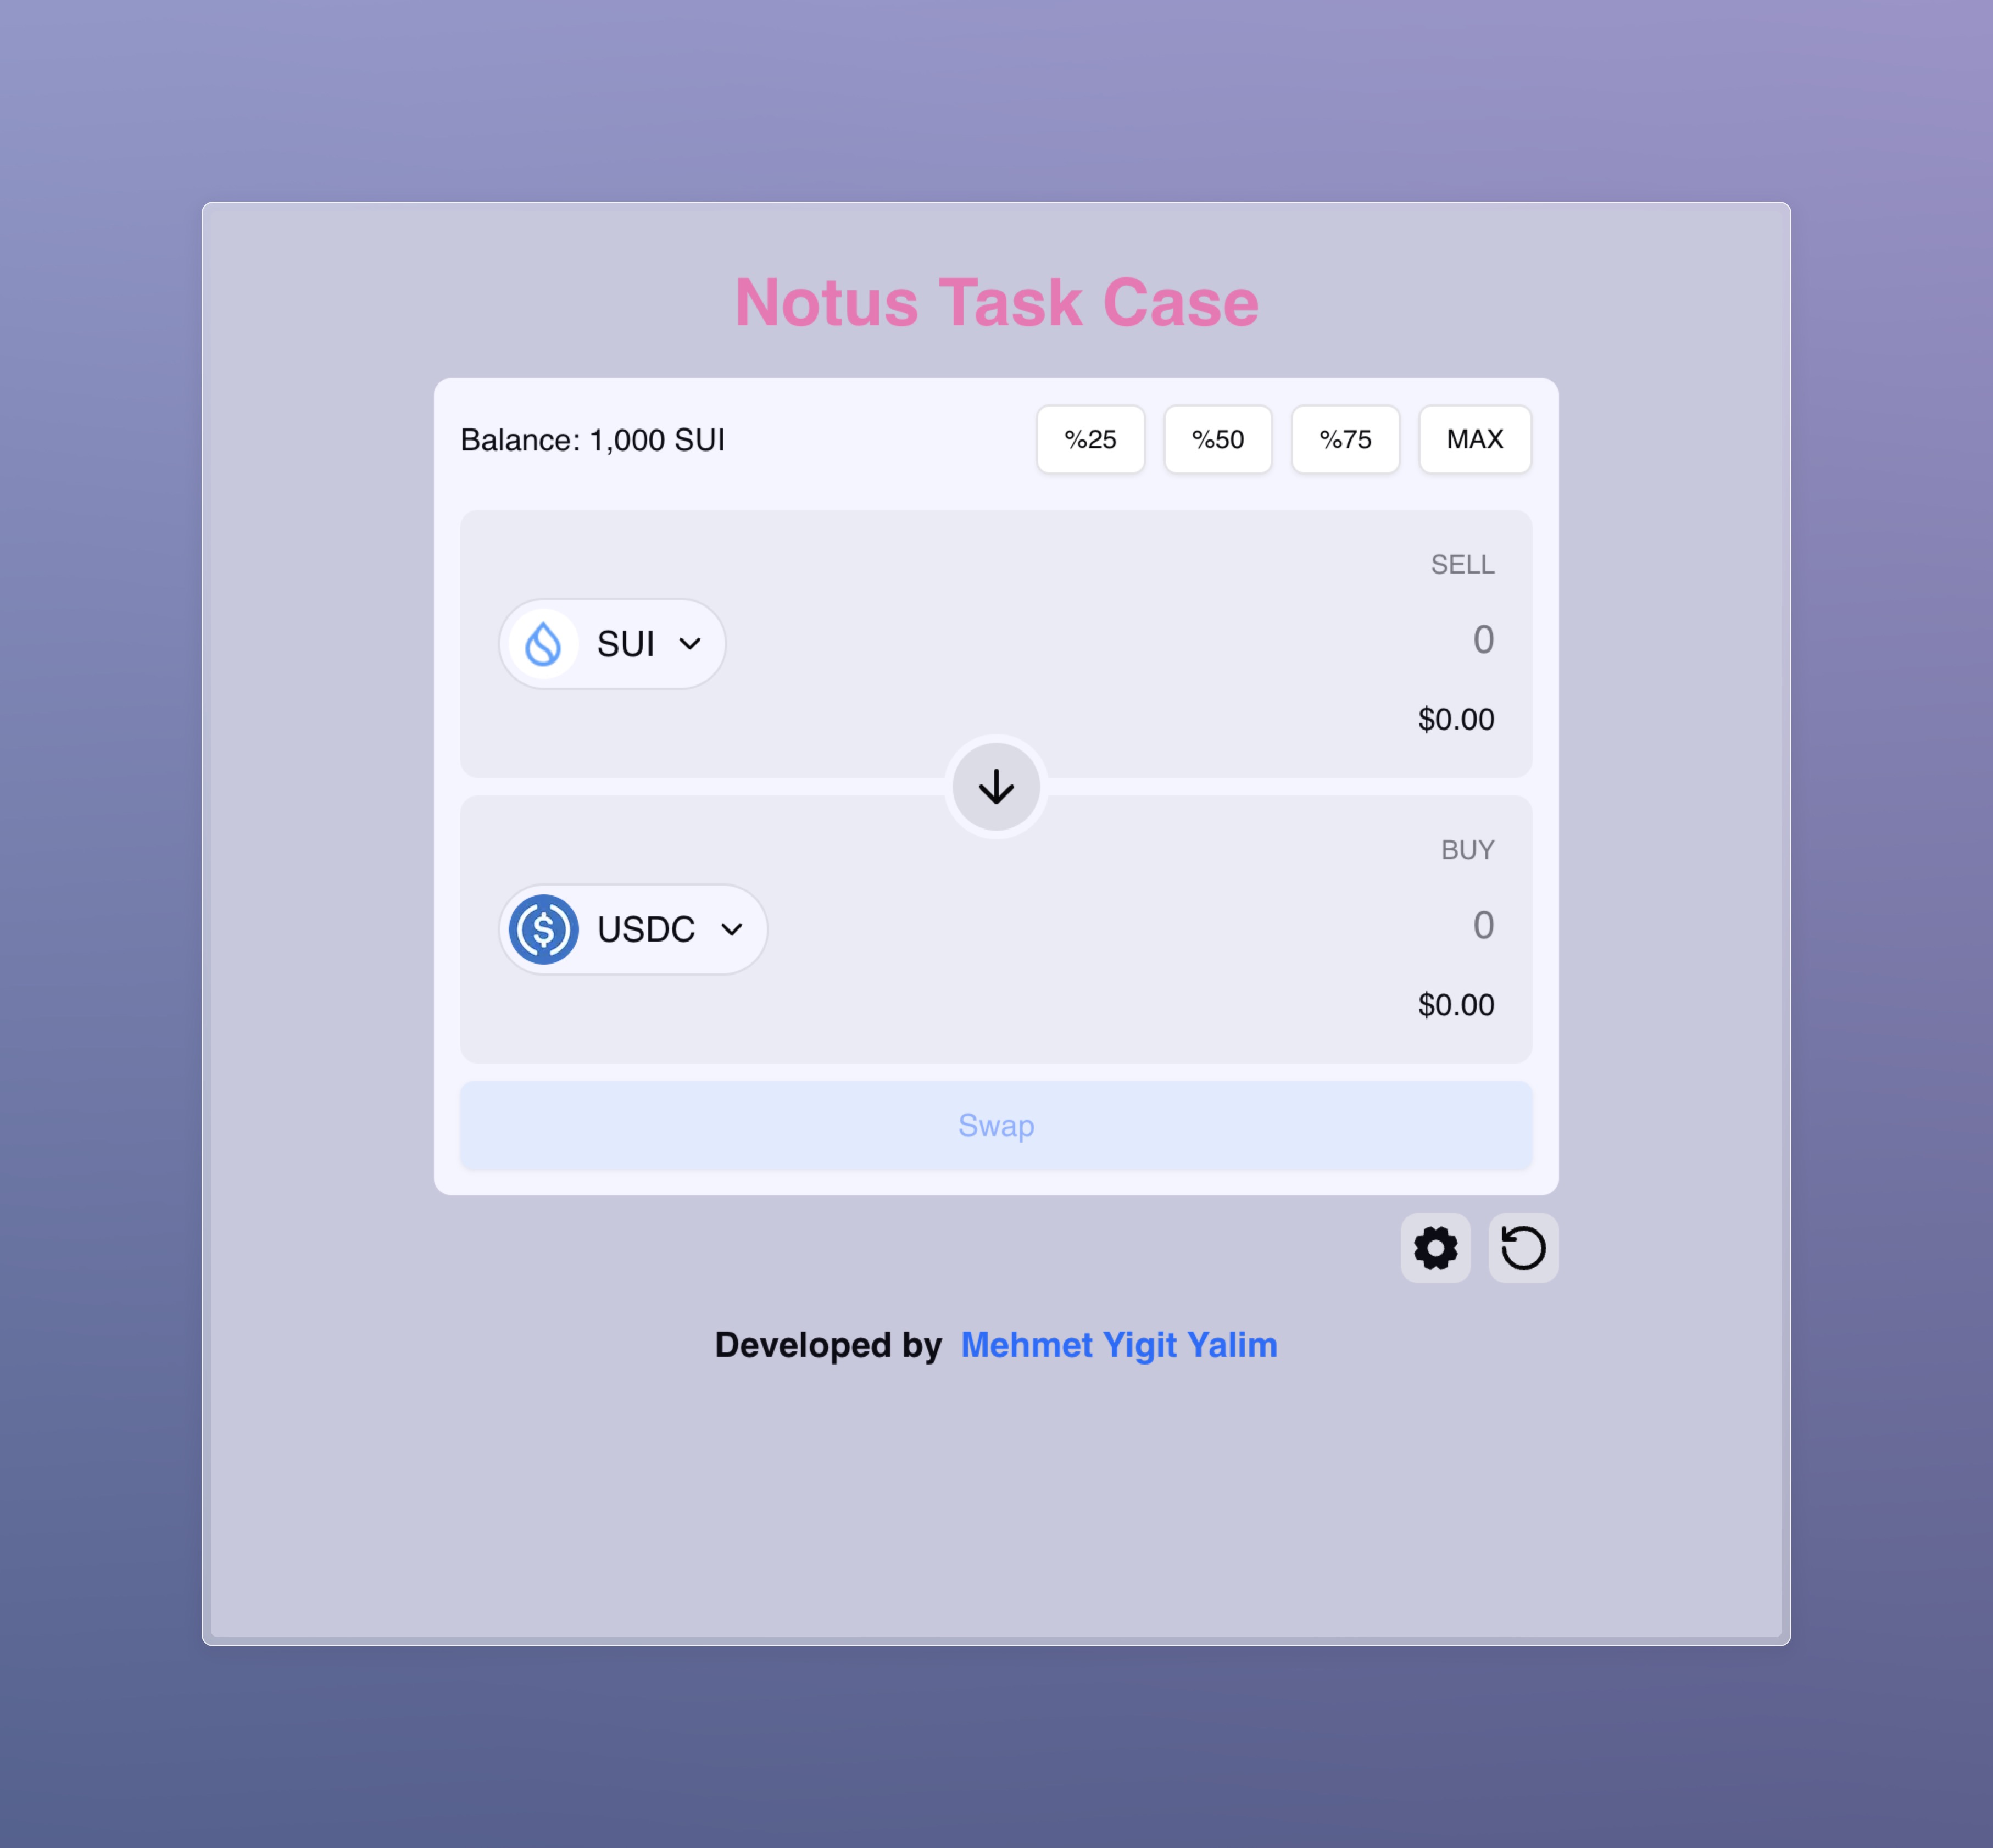 Notus Task Case
Balance: 1,000 SUI %25 %50 %75 MAX
SELL
SUI 0
$0.00
BUY
USDC 0
$0.00
Swap
Developed by Mehmet Yigit Yalim